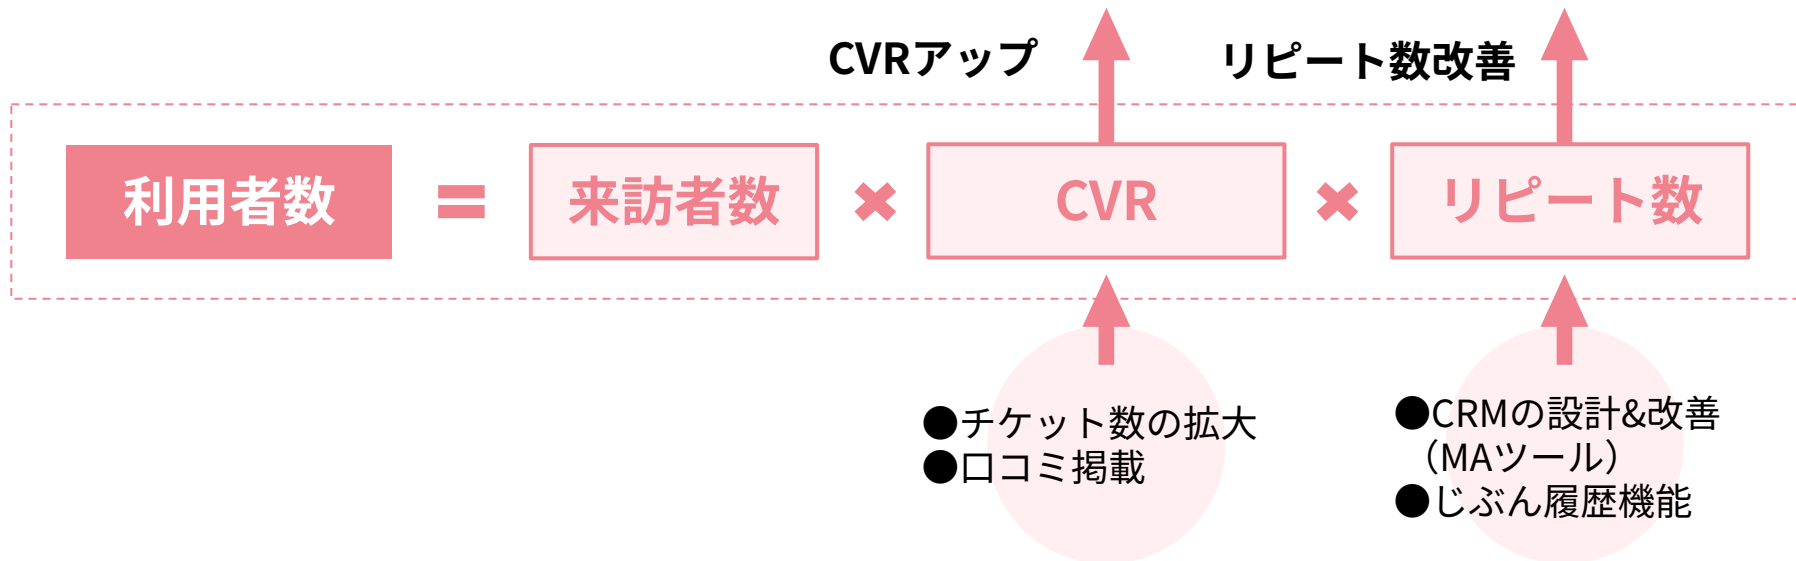 CVRアップ
リピート数改善
利用者数 = 来訪者数 × CVR × リピート数
●チケット数の拡大
●口コミ掲載
●CRMの設計&改善
（MAツール）
●じぶん履歴機能